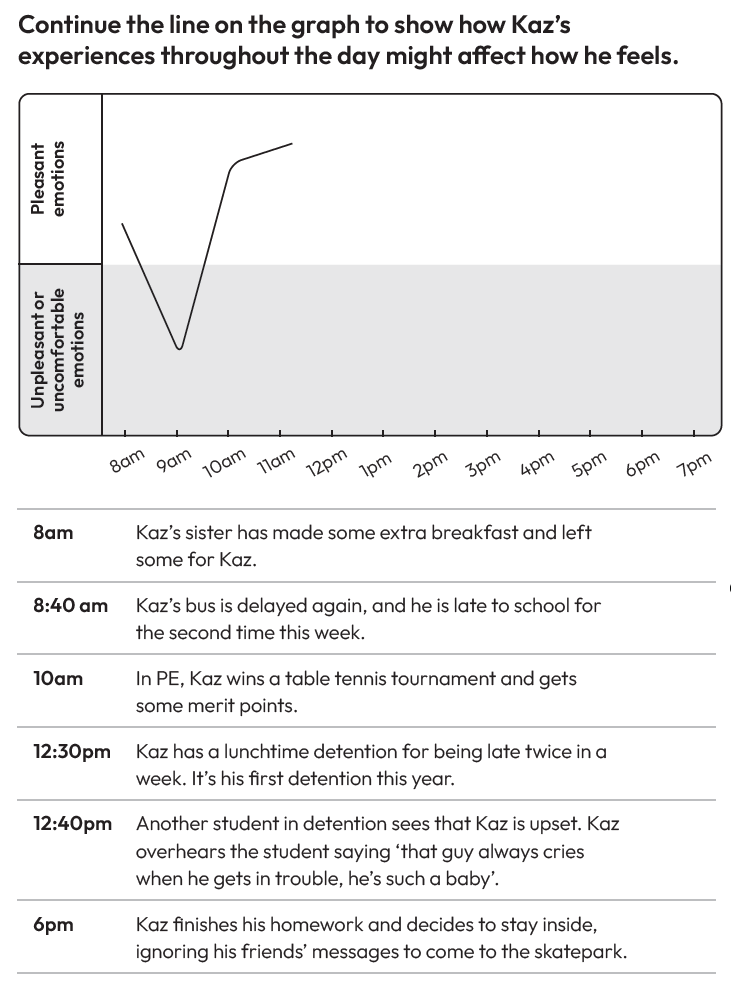 Continue the line on the graph to show how Kaz’s
experiences throughout the day might affect how he feels.
Pleasant
emotions
Unpleasant or
uncomfortable
emotions
8am
9am
10am
11am
12pm
1pm
2pm
3pm
4pm
5pm
6pm
7pm
8am
Kaz’s sister has made some extra breakfast and left
some for Kaz.
8:40 am
Kaz’s bus is delayed again, and he is late to school for
the second time this week.
10am
In PE, Kaz wins a table tennis tournament and gets
some merit points.
12:30pm
Kaz has a lunchtime detention for being late twice in a
week. It’s his first detention this year.
12:40pm
Another student in detention sees that Kaz is upset. Kaz
overhears the student saying ‘that guy always cries
when he gets in trouble, he’s such a baby’.
6pm
Kaz finishes his homework and decides to stay inside,
ignoring his friends’ messages to come to the skatepark.